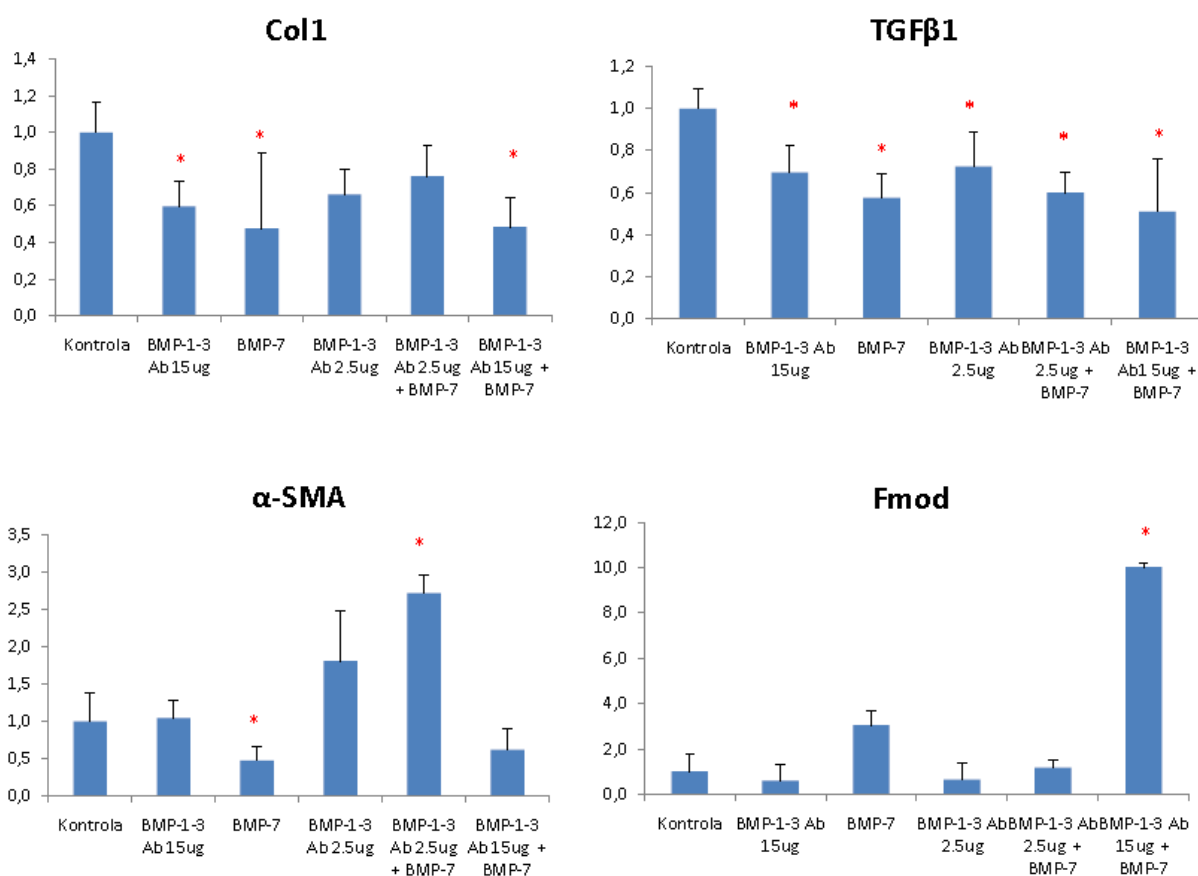 Col1
1,4
1,2
1,0
0,8
0,6
0,4
0,2
0,0
*
*
*
Kontrola BMP-1-3 BMP-7 BMP-1-3 BMP-1-3 BMP-1-3
Ab 15ug Ab 2.5ug Ab 2.5ug Ab 15ug +
+ BMP-7 BMP-7
TGFβ1
1,2
1,0
0,8
0,6
0,4
0,2
0,0
*
*
*
*
*
Kontrola BMP-1-3 Ab BMP-7 BMP-1-3 Ab BMP-1-3 Ab BMP-1-3
15ug 2.5ug 2.5ug + Ab15ug +
BMP-7 BMP-7
α-SMA
3,5
3,0
2,5
2,0
1,5
1,0
0,5
0,0
*
*
Kontrola BMP-1-3 BMP-7 BMP-1-3 BMP-1-3 BMP-1-3
Ab 15ug Ab 2.5ug Ab 2.5ug Ab 15ug +
+ BMP-7 BMP-7
Fmod
12,0
10,0
8,0
6,0
4,0
2,0
0,0
*
Kontrola BMP-1-3 Ab BMP-7 BMP-1-3 Ab BMP-1-3 Ab BMP-1-3 Ab
15ug 2.5ug 2.5ug + 15ug +
BMP-7 BMP-7